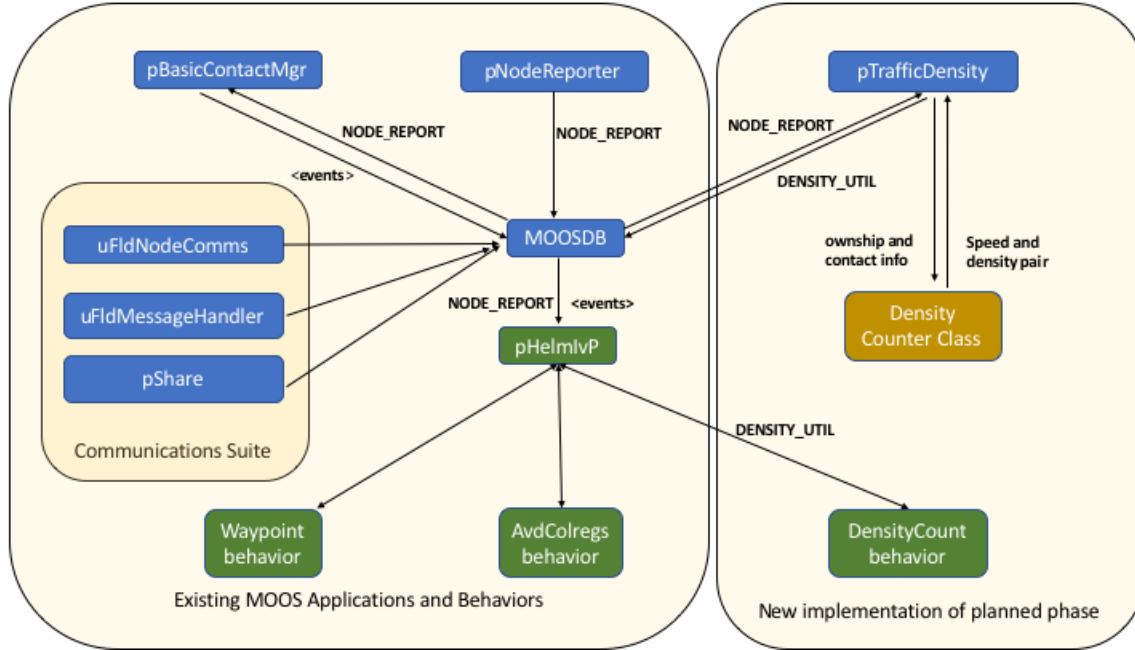 pBasicContactMgr
pNodeReporter
pTrafficDensity
NODE_REPORT
NODE_REPORT
NODE_REPORT
<events>
DENSITY_UTIL
uFldNodeComms
MOOSDB
ownship and
contact info
Speed and
density pair
uFldMessageHandler
NODE_REPORT
<events>
Density
Counter Class
pHelmIvP
pShare
Communications Suite
DENSITY_UTIL
Waypoint
behavior
AvdColregs
behavior
DensityCount
behavior
Existing MOOS Applications and Behaviors
New implementation of planned phase